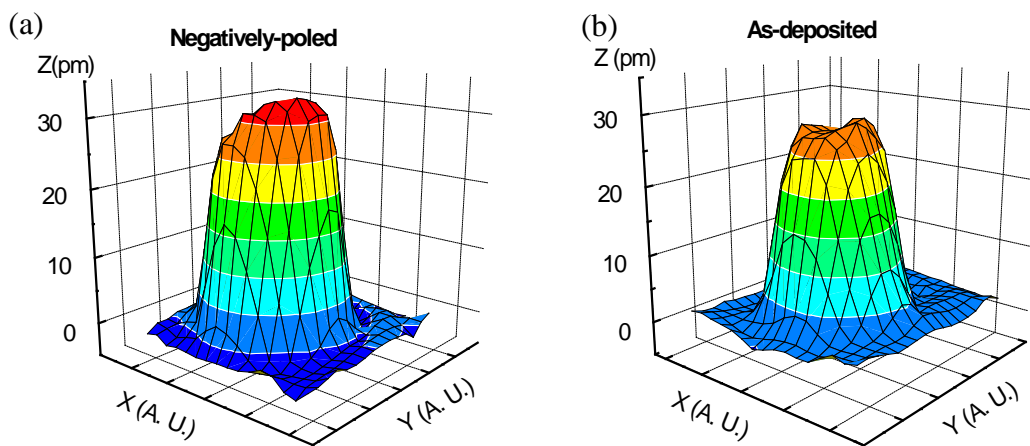 (a)
Negatively-poled
Z(pm)
30
20
10
0
X (A. U.)
Y (A. U.)
(b)
As-deposited
Z (pm)
30
20
10
0
X (A. U.)
Y (A. U.)